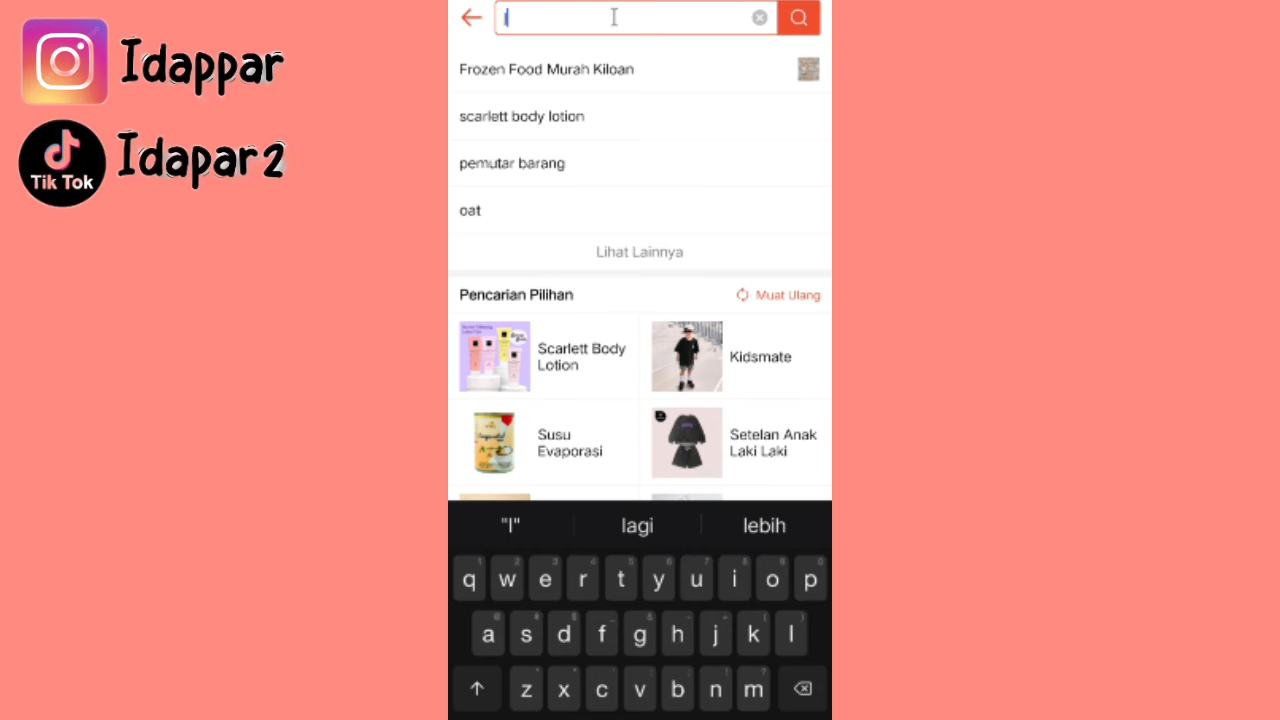 Idappar
Tik Tok
Idapar2
l
Frozen Food Murah Kiloan
scarlett body lotion
pemutar barang
oat
Lihat Lainnya
Pencarian Pilihan
Muat Ulang
Scarlett Body
Lotion
Kidsmate
Susu
Evaporasi
Setelan Anak
Laki Laki
"l"
lagi
lebih
q w e r t y u i o p
a s d f g h j k l
z x c v b n m